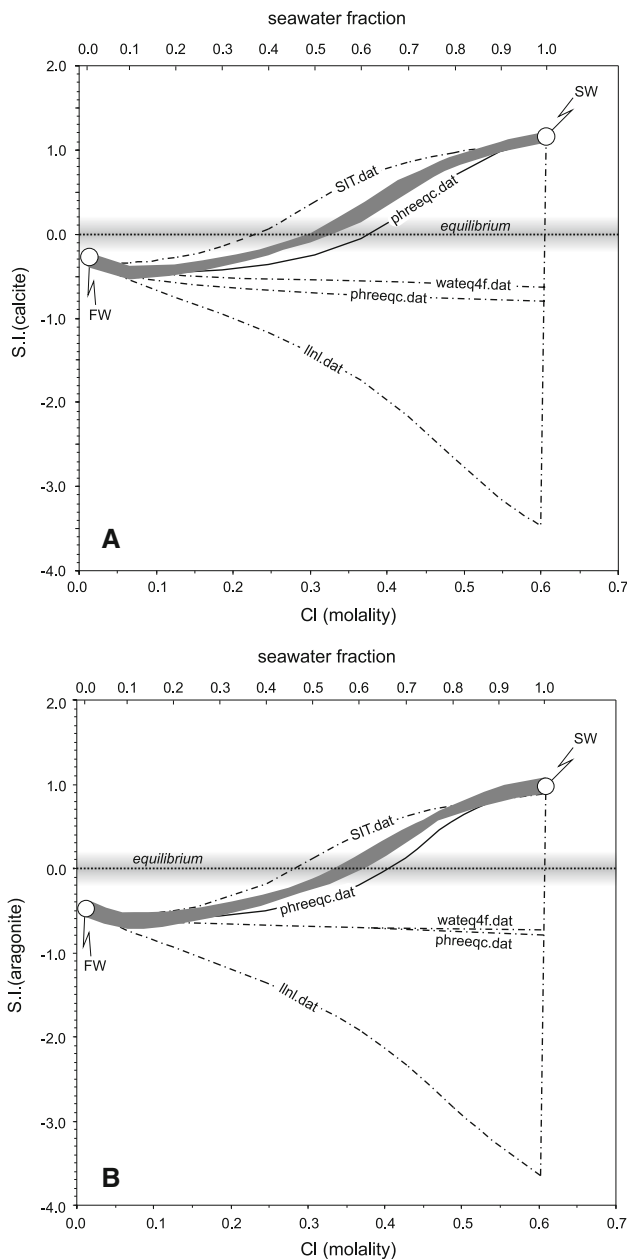 seawater fraction
0.0 0.1 0.2 0.3 0.4 0.5 0.6 0.7 0.8 0.9 1.0
2.0
SW
1.0
SIT.dat
phreeqc.dat
0.0
equilibrium
wateq4f.dat
phreeqc.dat
FW
-1.0
llnl.dat
S.I.(calcite)
-2.0
-3.0
A
-4.0
0.0 0.1 0.2 0.3 0.4 0.5 0.6 0.7
Cl (molality)
seawater fraction
0.0 0.1 0.2 0.3 0.4 0.5 0.6 0.7 0.8 0.9 1.0
2.0
SW
1.0
SIT.dat
equilibrium
0.0
phreeqc.dat
wateq4f.dat
phreeqc.dat
FW
-1.0
llnl.dat
S.I.(aragonite)
-2.0
-3.0
B
-4.0
0.0 0.1 0.2 0.3 0.4 0.5 0.6 0.7
Cl (molality)